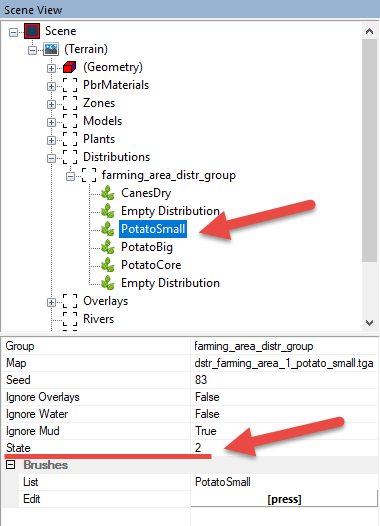 Scene View
Scene
(Terrain)
(Geometry)
PbrMaterials
Zones
Models
Plants
Distributions
farming_area_distr_group
CanesDry
Empty Distribution
PotatoSmall
PotatoBig
PotatoCore
Empty Distribution
Overlays
Rivers
Group farming_area_distr_group
Map dstr_farming_area_1_potato_small.tga
Seed 83
Ignore Overlays False
Ignore Water False
Ignore Mud True
State 2
Brushes
List PotatoSmall
Edit [press]